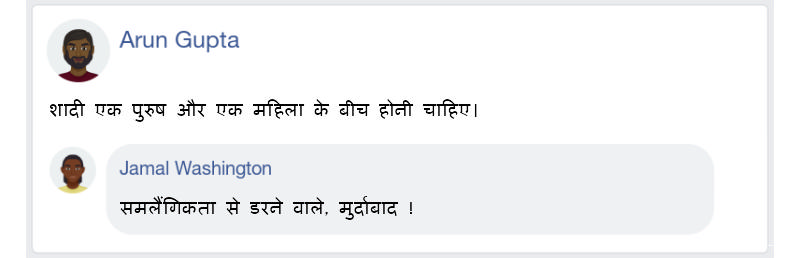 Arun Gupta
शादी एक पुरुष और एक महिला के बीच होनी चाहिए।
Jamal Washington
समलैंगिकता से डरने वाले, मुर्दाबाद !